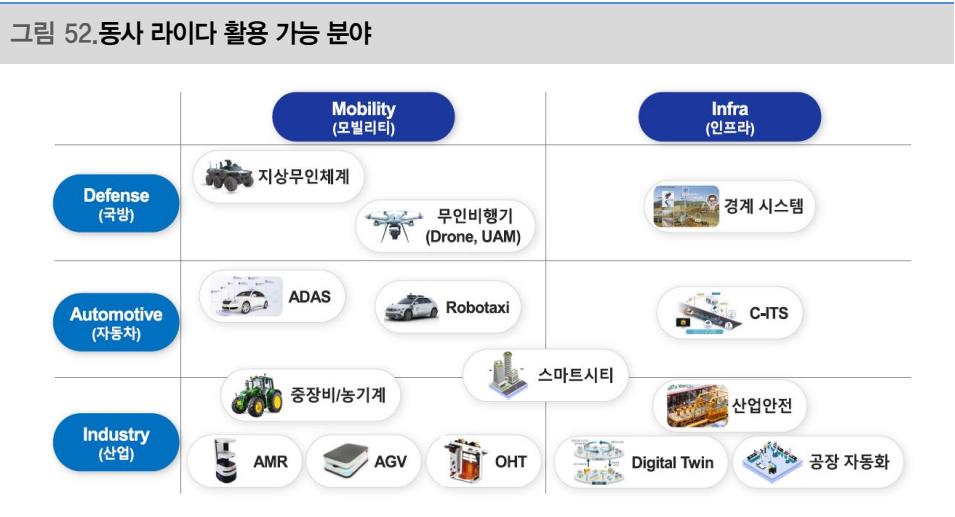 그림 52.동사 라이다 활용 가능 분야
Mobility
(모빌리티)
Infra
(인프라)
Defense
(국방)
지상무인체계
무인비행기
(Drone, UAM)
경계 시스템
Automotive
(자동차)
ADAS
Robotaxi
C-ITS
스마트시티
Industry
(산업)
중장비/농기계
산업안전
AMR
AGV
OHT
Digital Twin
공장 자동화